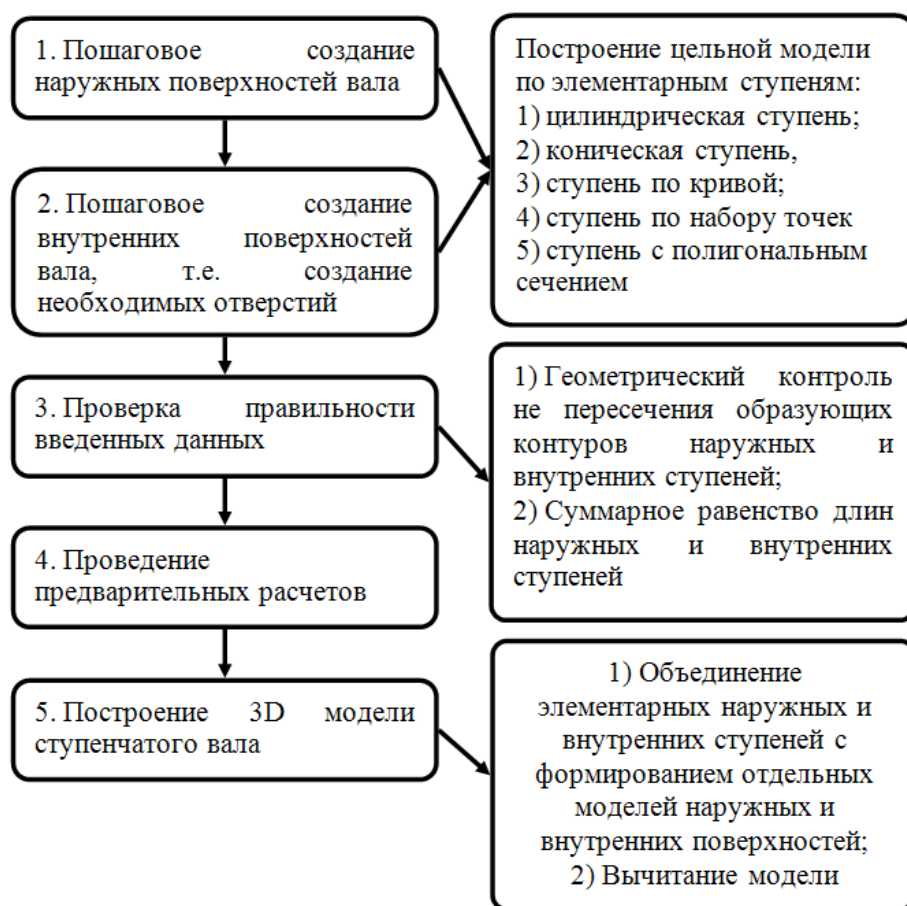 1. Пошаговое создание
наружных поверхностей вала
2. Пошаговое создание
внутренних поверхностей
вала, т.е. создание
необходимых отверстий
3. Проверка правильности
введенных данных
4. Проведение
предварительных расчетов
5. Построение 3D модели
ступенчатого вала
Построение цельной модели
по элементарным ступеням:
1) цилиндрическая ступень;
2) коническая ступень,
3) ступень по кривой;
4) ступень по набору точек
5) ступень с полигональным
сечением
1) Геометрический контроль
не пересечения образующих
контуров наружных и
внутренних ступеней;
2) Суммарное равенство длин
наружных и внутренних
ступеней
1) Объединение
элементарных наружных и
внутренних ступеней с
формированием отдельных
моделей наружных и
внутренних поверхностей;
2) Вычитание модели